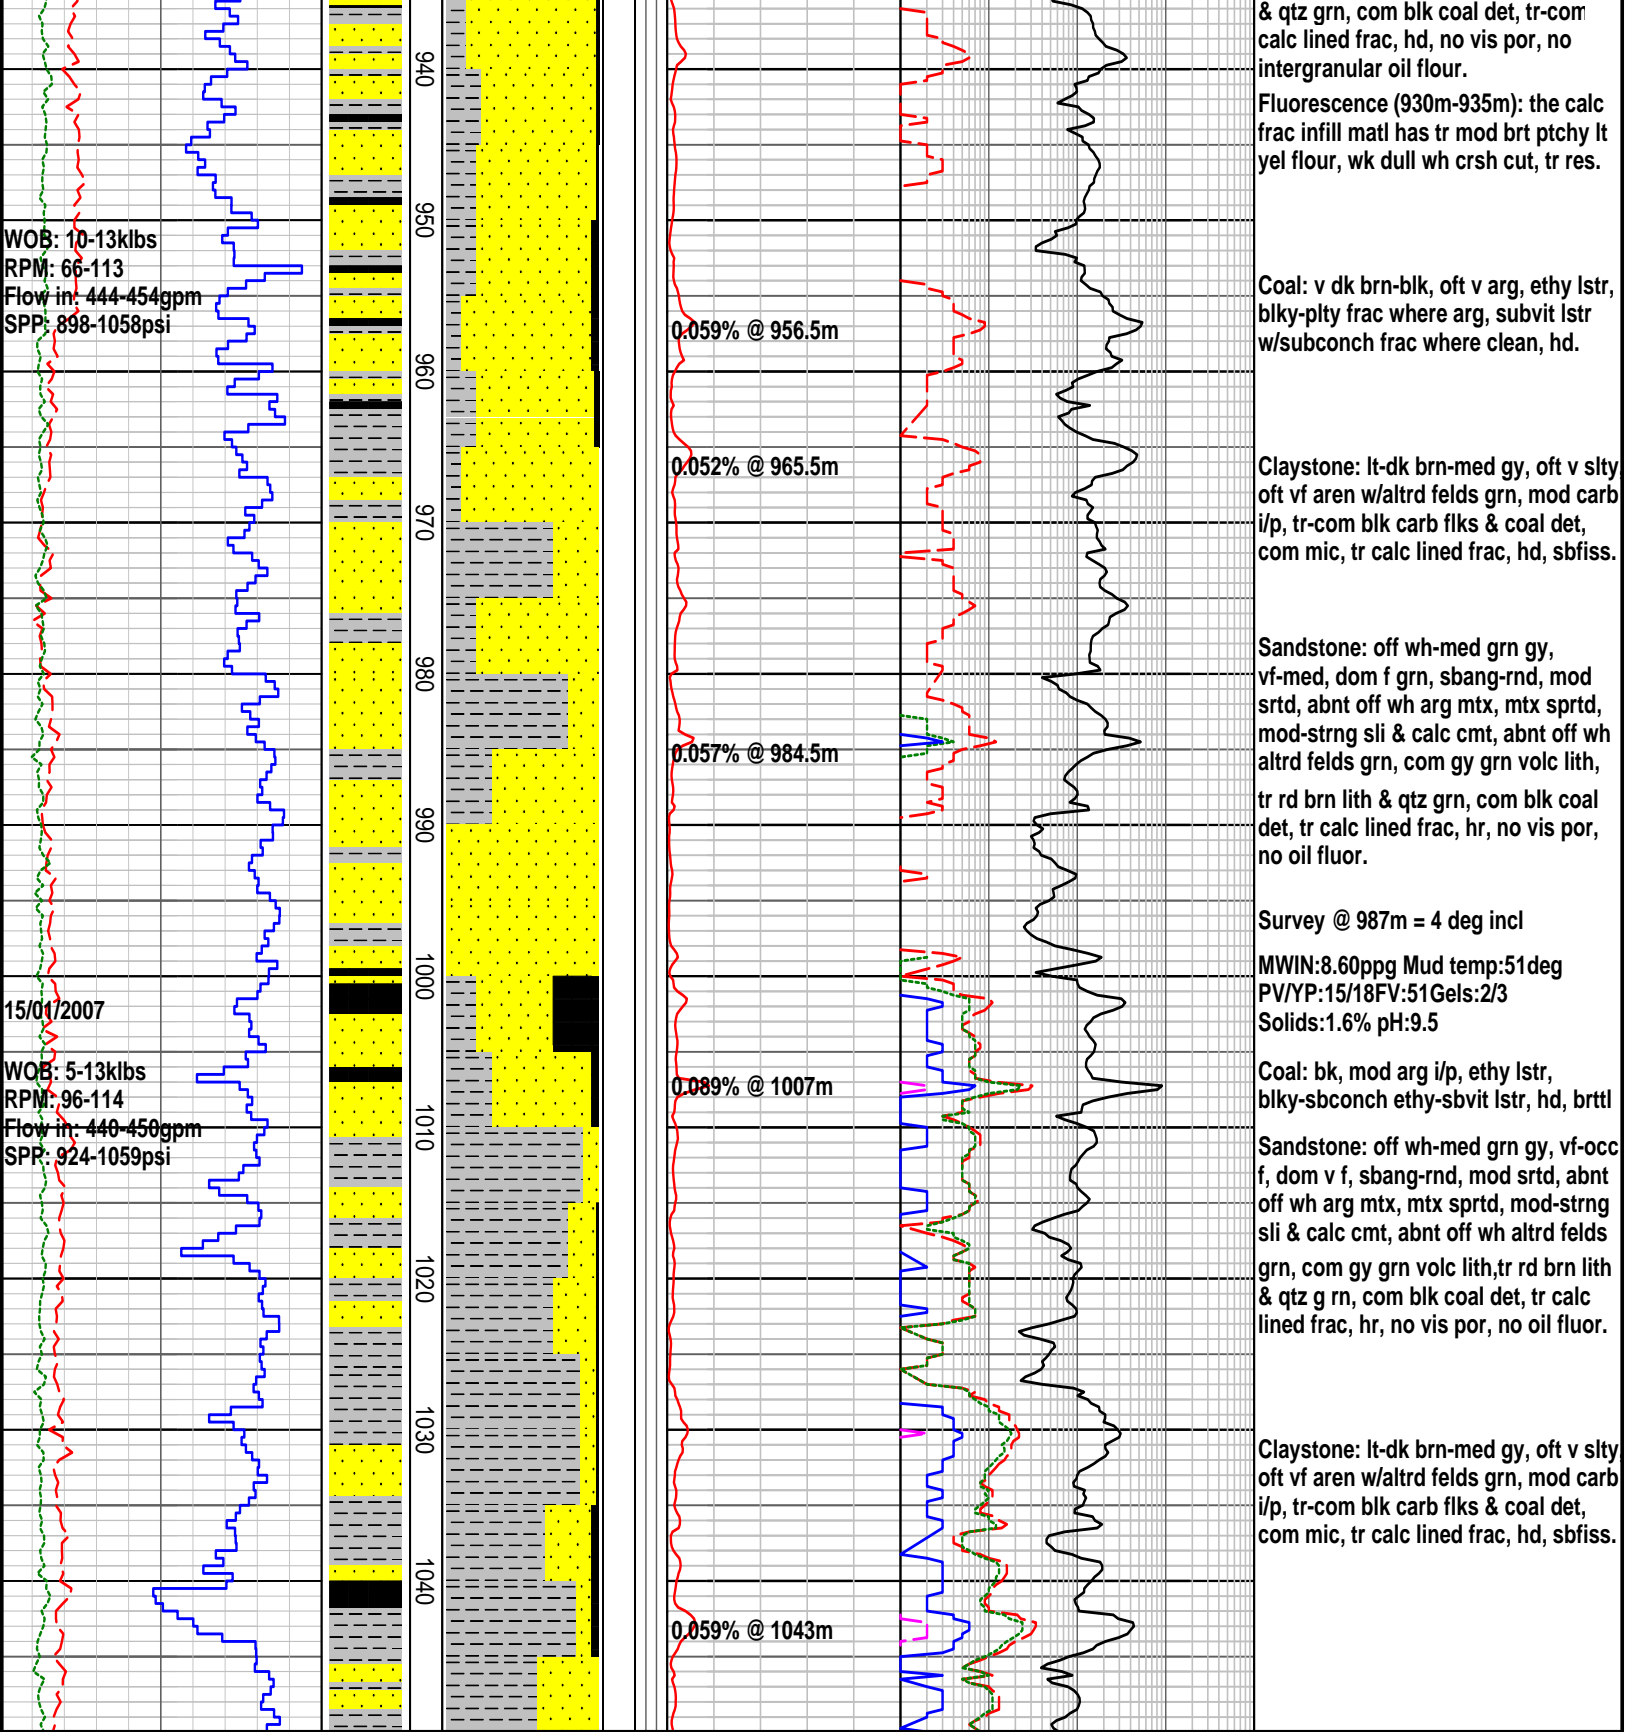 WOB: 10-13klbs
RPM: 66-113
Flow in: 444-454gpm
SPP: 898-1058psi
15/01/2007
WOB: 5-13klbs
RPM: 96-114
Flow in: 440-450gpm
SPP: 924-1059psi
940
950
960
970
980
990
1000
1010
1020
1030
1040
0.059% @ 956.5m
0.052% @ 965.5m
0.057% @ 984.5m
0.089% @ 1007m
0.059% @ 1043m
& qtz grn, com blk coal det, tr-com
calc lined frac, hd, no vis por, no
intergranular oil flour.
Fluorescence (930m-935m): the calc
frac infill matl has tr mod brt ptchy lt
yel flour, wk dull wh crsh cut, tr res.
Coal: v dk brn-blk, oft v arg, ethy lstr,
blky-plty frac where arg, subvit lstr
w/subconch frac where clean, hd.
Claystone: lt-dk brn-med gy, oft v slty,
oft vf aren w/altrd felds grn, mod carb
i/p, tr-com blk carb flks & coal det,
com mic, tr calc lined frac, hd, sbfiss.
Sandstone: off wh-med grn gy,
vf-med, dom f grn, sbang-rnd, mod
srtd, abnt off wh arg mtx, mtx sprtd,
mod-strng sli & calc cmt, abnt off wh
altrd felds grn, com gy grn volc lith,
tr rd brn lith & qtz grn, com blk coal
det, tr calc lined frac, hr, no vis por,
no oil fluor.
Survey @ 987m = 4 deg incl
MWIN:8.60ppg Mud temp:51deg
PV/YP:15/18FV:51Gels:2/3
Solids:1.6% pH:9.5
Coal: bk, mod arg i/p, ethy lstr,
blky-sbconch ethy-sbvit lstr, hd, brttl
Sandstone: off wh-med grn gy, vf-occ
f, dom v f, sbang-rnd, mod srtd, abnt
off wh arg mtx, mtx sprtd, mod-strng
sli & calc cmt, abnt off wh altrd felds
grn, com gy grn volc lith,tr rd brn lith
& qtz g rn, com blk coal det, tr calc
lined frac, hr, no vis por, no oil fluor.
Claystone: lt-dk brn-med gy, oft v slty,
oft vf aren w/altrd felds grn, mod carb
i/p, tr-com blk carb flks & coal det,
com mic, tr calc lined frac, hd, sbfiss.